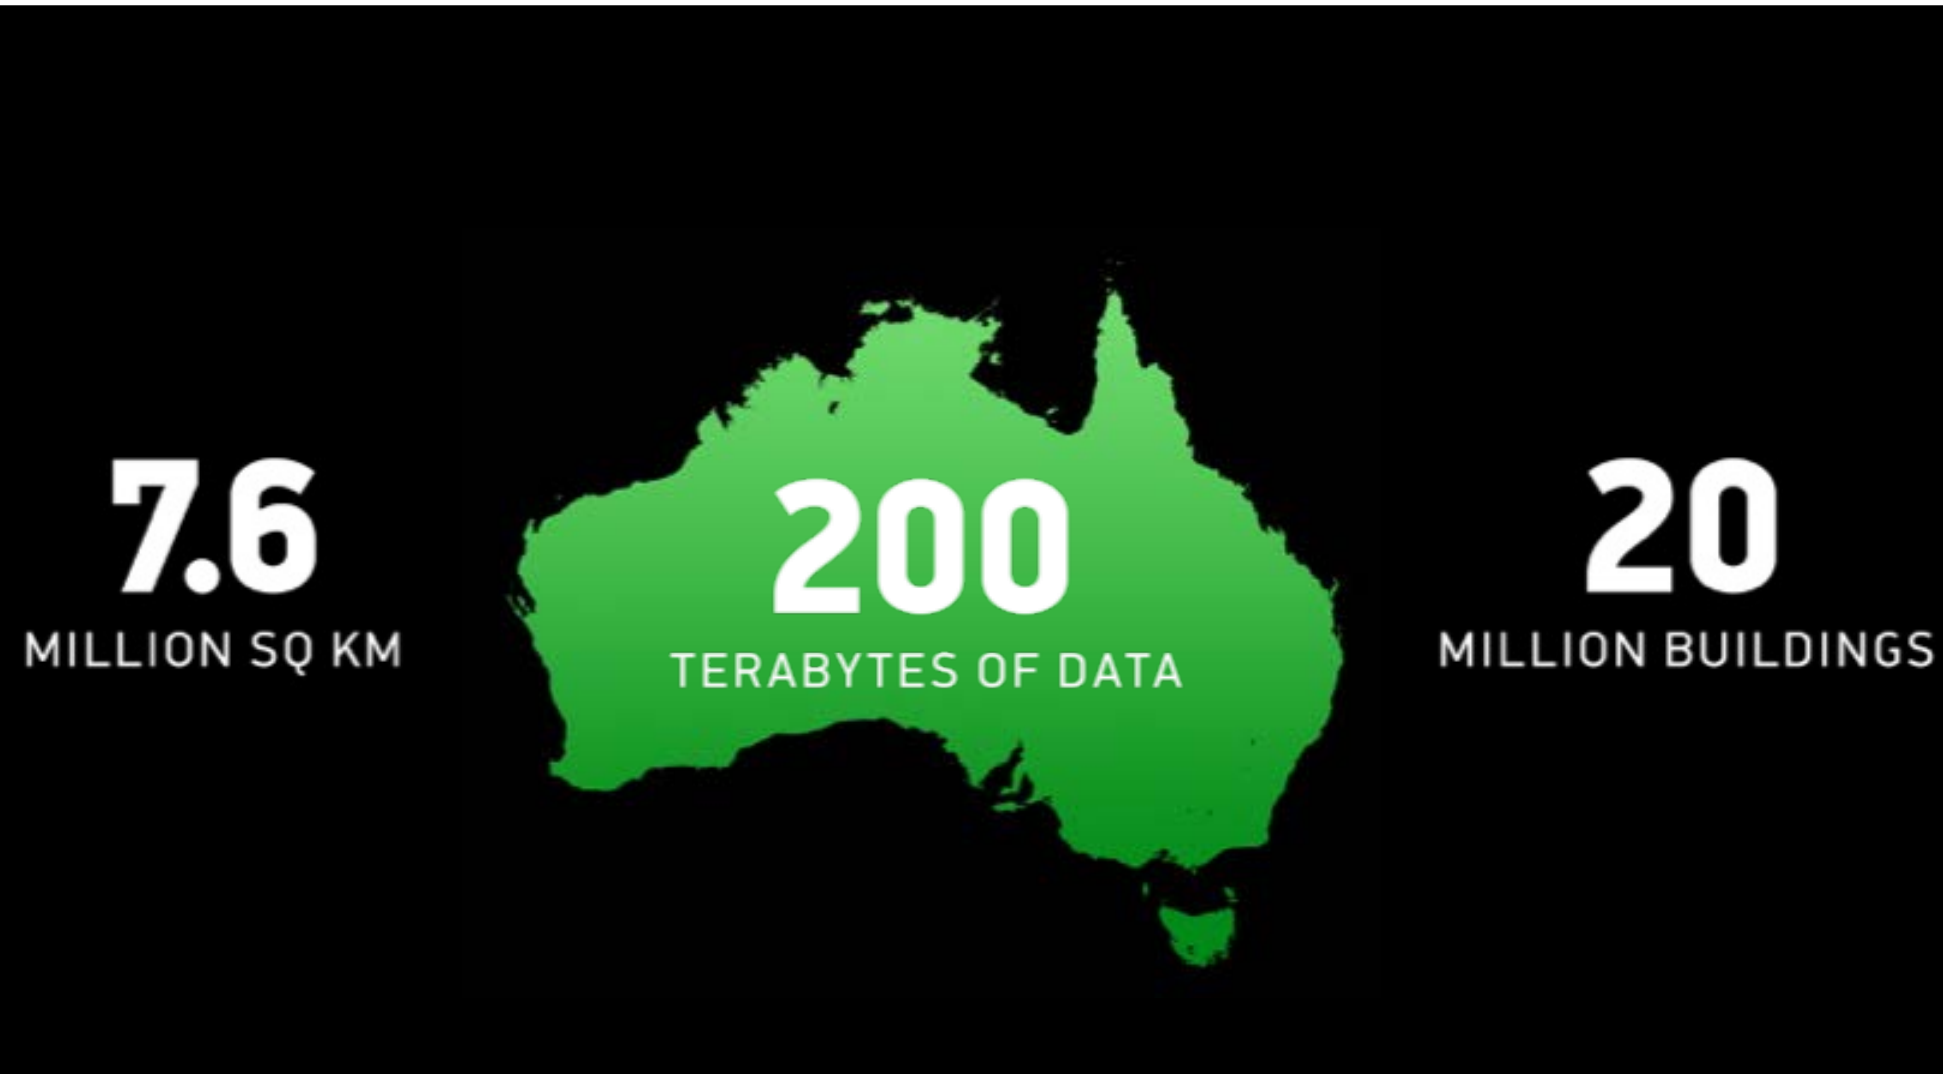 7.6
MILLION SQ KM
200
TERABYTES OF DATA
20
MILLION BUILDINGS